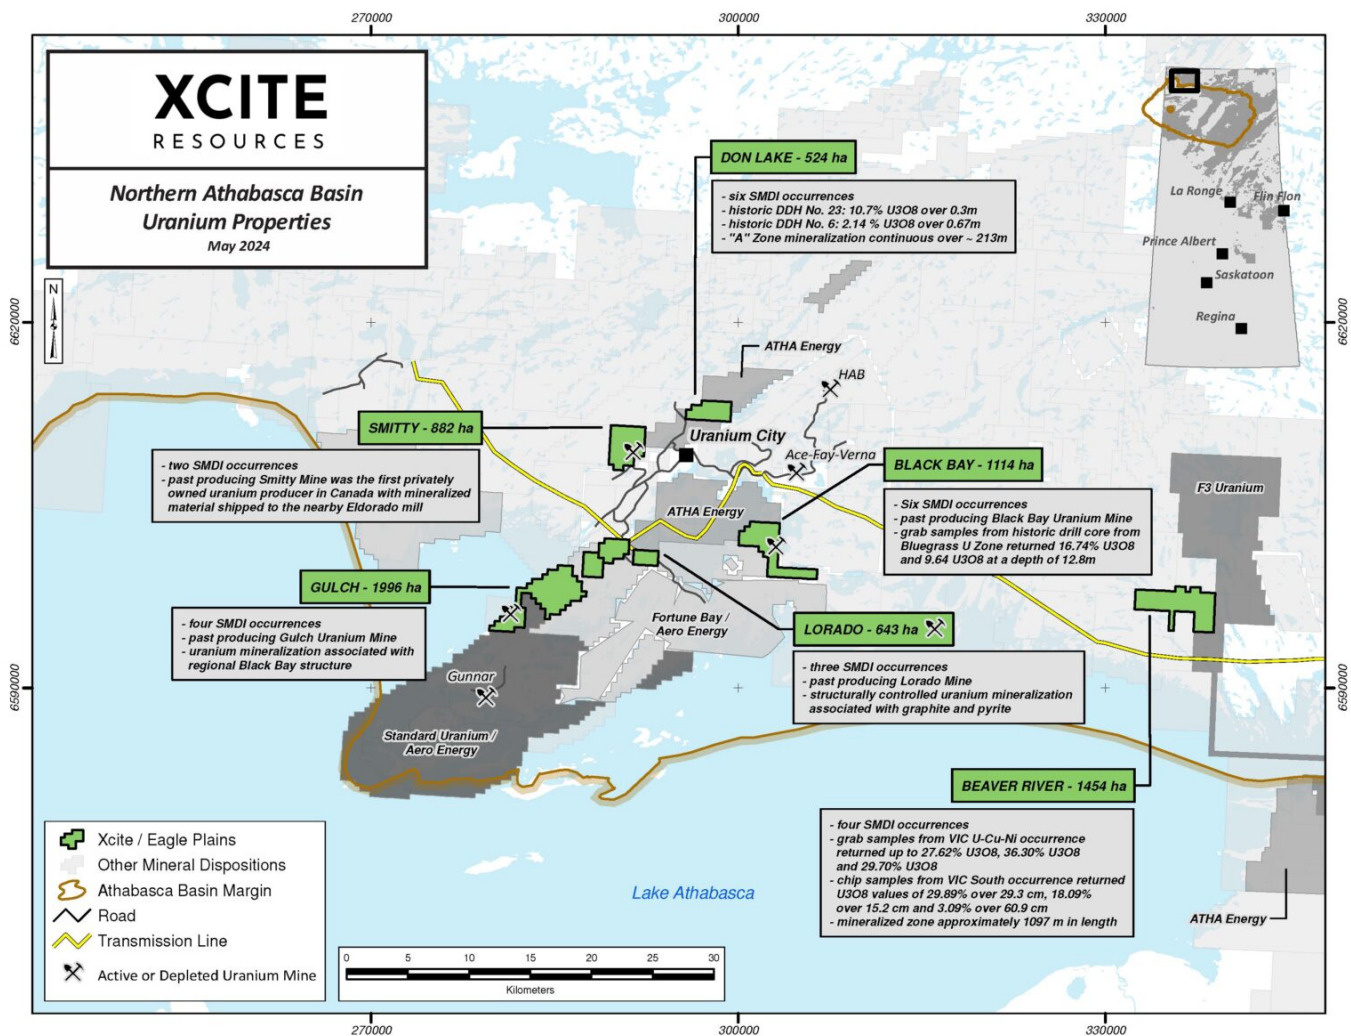 270000
300000
330000
XCITE
RESOURCES
Northern Athabasca Basin
Uranium Properties
May 2024
N
6620000
6620000
6590000
6590000
La Ronge
Flin Flon
Prince Albert
Saskatoon
Regina
DON LAKE - 524 ha
- six SMDI occurrences
- historic DDH No. 23: 10.7% U3O8 over 0.3m
- historic DDH No. 6: 2.14 % U3O8 over 0.67m
- "A" Zone mineralization continuous over ~ 213m
ATHA Energy
HAB
SMITTY - 882 ha
- two SMDI occurrences
- past producing Smitty Mine was the first privately
owned uranium producer in Canada with mineralized
material shipped to the nearby Eldorado mill
Uranium City
Ace-Fay-Verna
BLACK BAY - 1114 ha
- Six SMDI occurrences
- past producing Black Bay Uranium Mine
- grab samples from historic drill core from
Bluegrass U Zone returned 16.74% U3O8
and 9.64 U3O8 at a depth of 12.8m
F3 Uranium
ATHA Energy
GULCH - 1996 ha
- four SMDI occurrences
- past producing Gulch Uranium Mine
- uranium mineralization associated with
regional Black Bay structure
Fortune Bay /
Aero Energy
LORADO - 643 ha
- three SMDI occurrences
- past producing Lorado Mine
- structurally controlled uranium mineralization
associated with graphite and pyrite
Gunnar
Standard Uranium /
Aero Energy
BEAVER RIVER - 1454 ha
- four SMDI occurrences
- grab samples from VIC U-Cu-Ni occurrence
returned up to 27.62% U3O8, 36.30% U3O8
and 29.70% U3O8
- chip samples from VIC South occurrence returned
U3O8 values of 29.89% over 29.3 cm, 18.09%
over 15.2 cm and 3.09% over 60.9 cm
- mineralized zone approximately 1097 m in length
ATHA Energy
Lake Athabasca
Xcite / Eagle Plains
Other Mineral Dispositions
Athabasca Basin Margin
Road
Transmission Line
Active or Depleted Uranium Mine
0 5 10 15 20 25 30
Kilometers
270000
300000
330000